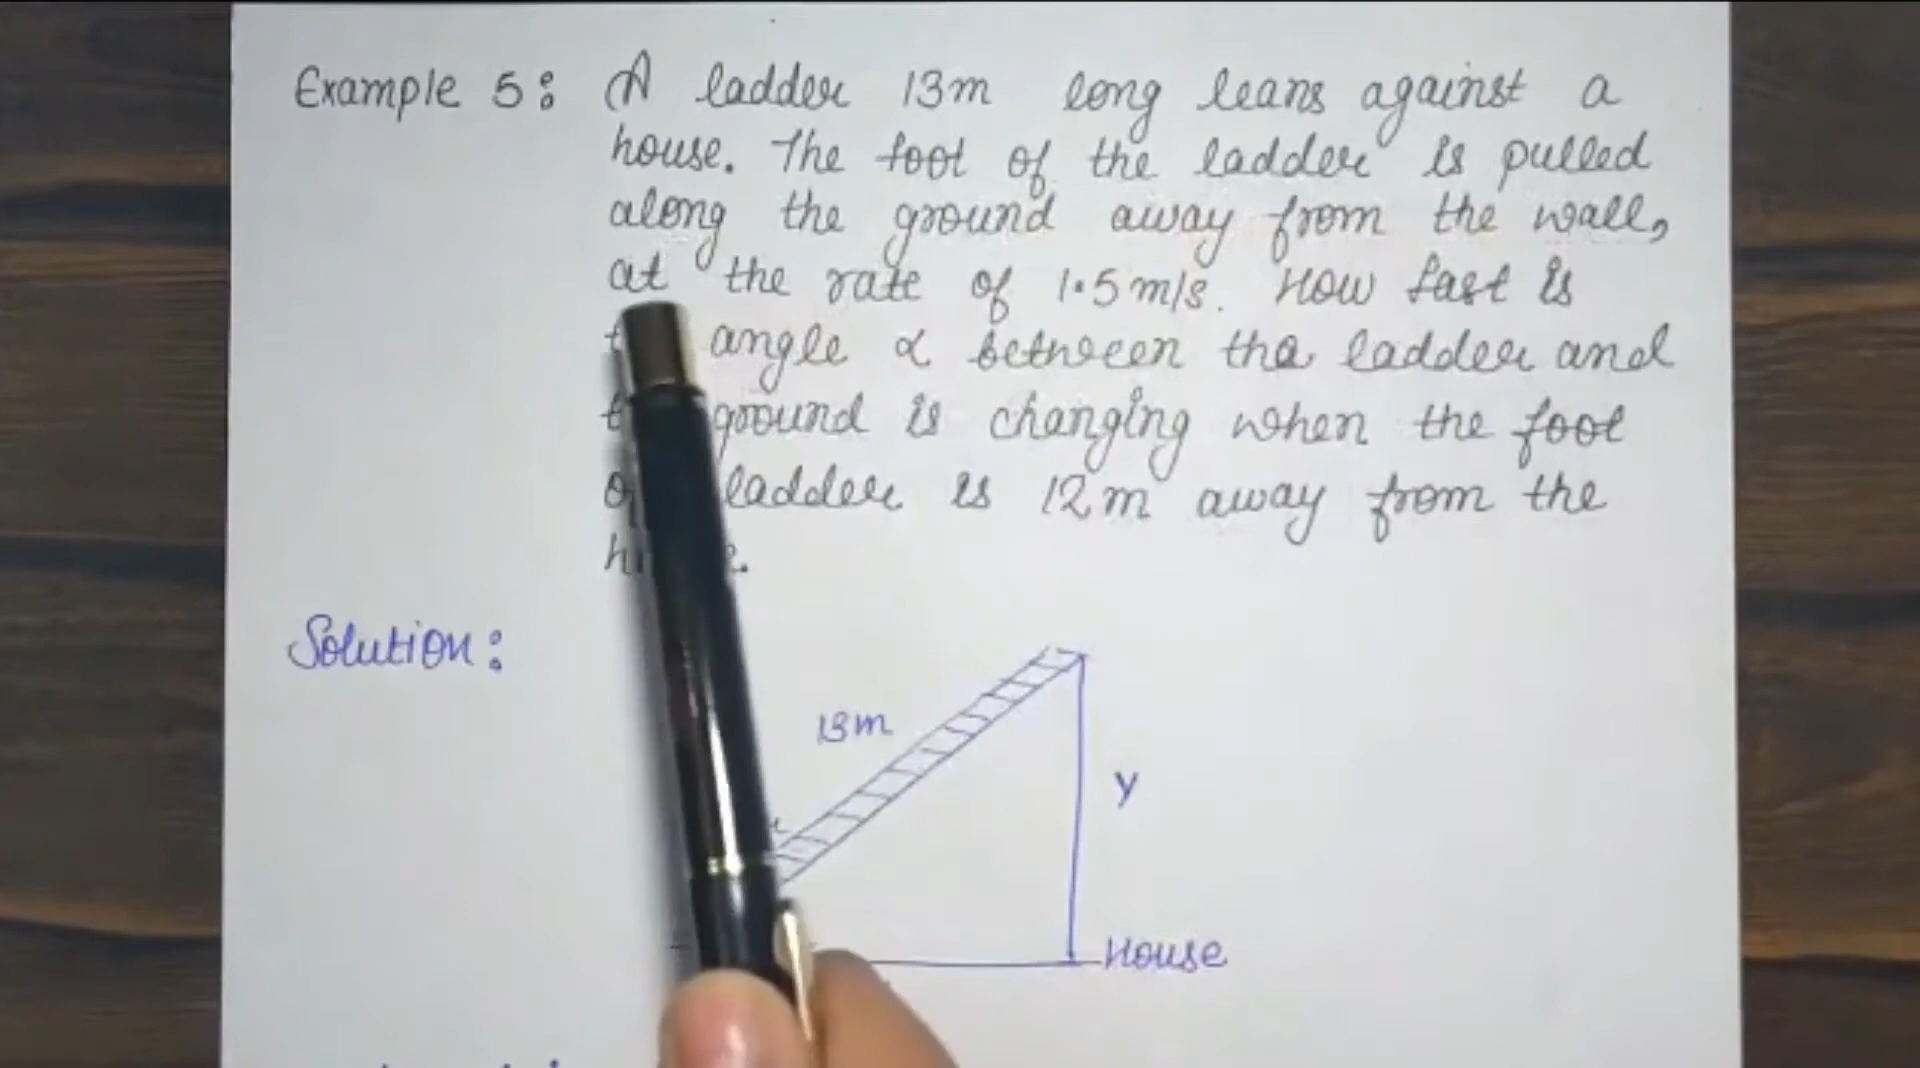 Example 5: A ladder 13m long leans against a
house. The foot of the ladder is pulled
along the ground away from the wall,
at the rate of 1.5 m/s. How fast is
angle α between the ladder and
ground is changing when the foot
ladder is 12m away from the
Solution:
13m
y
House